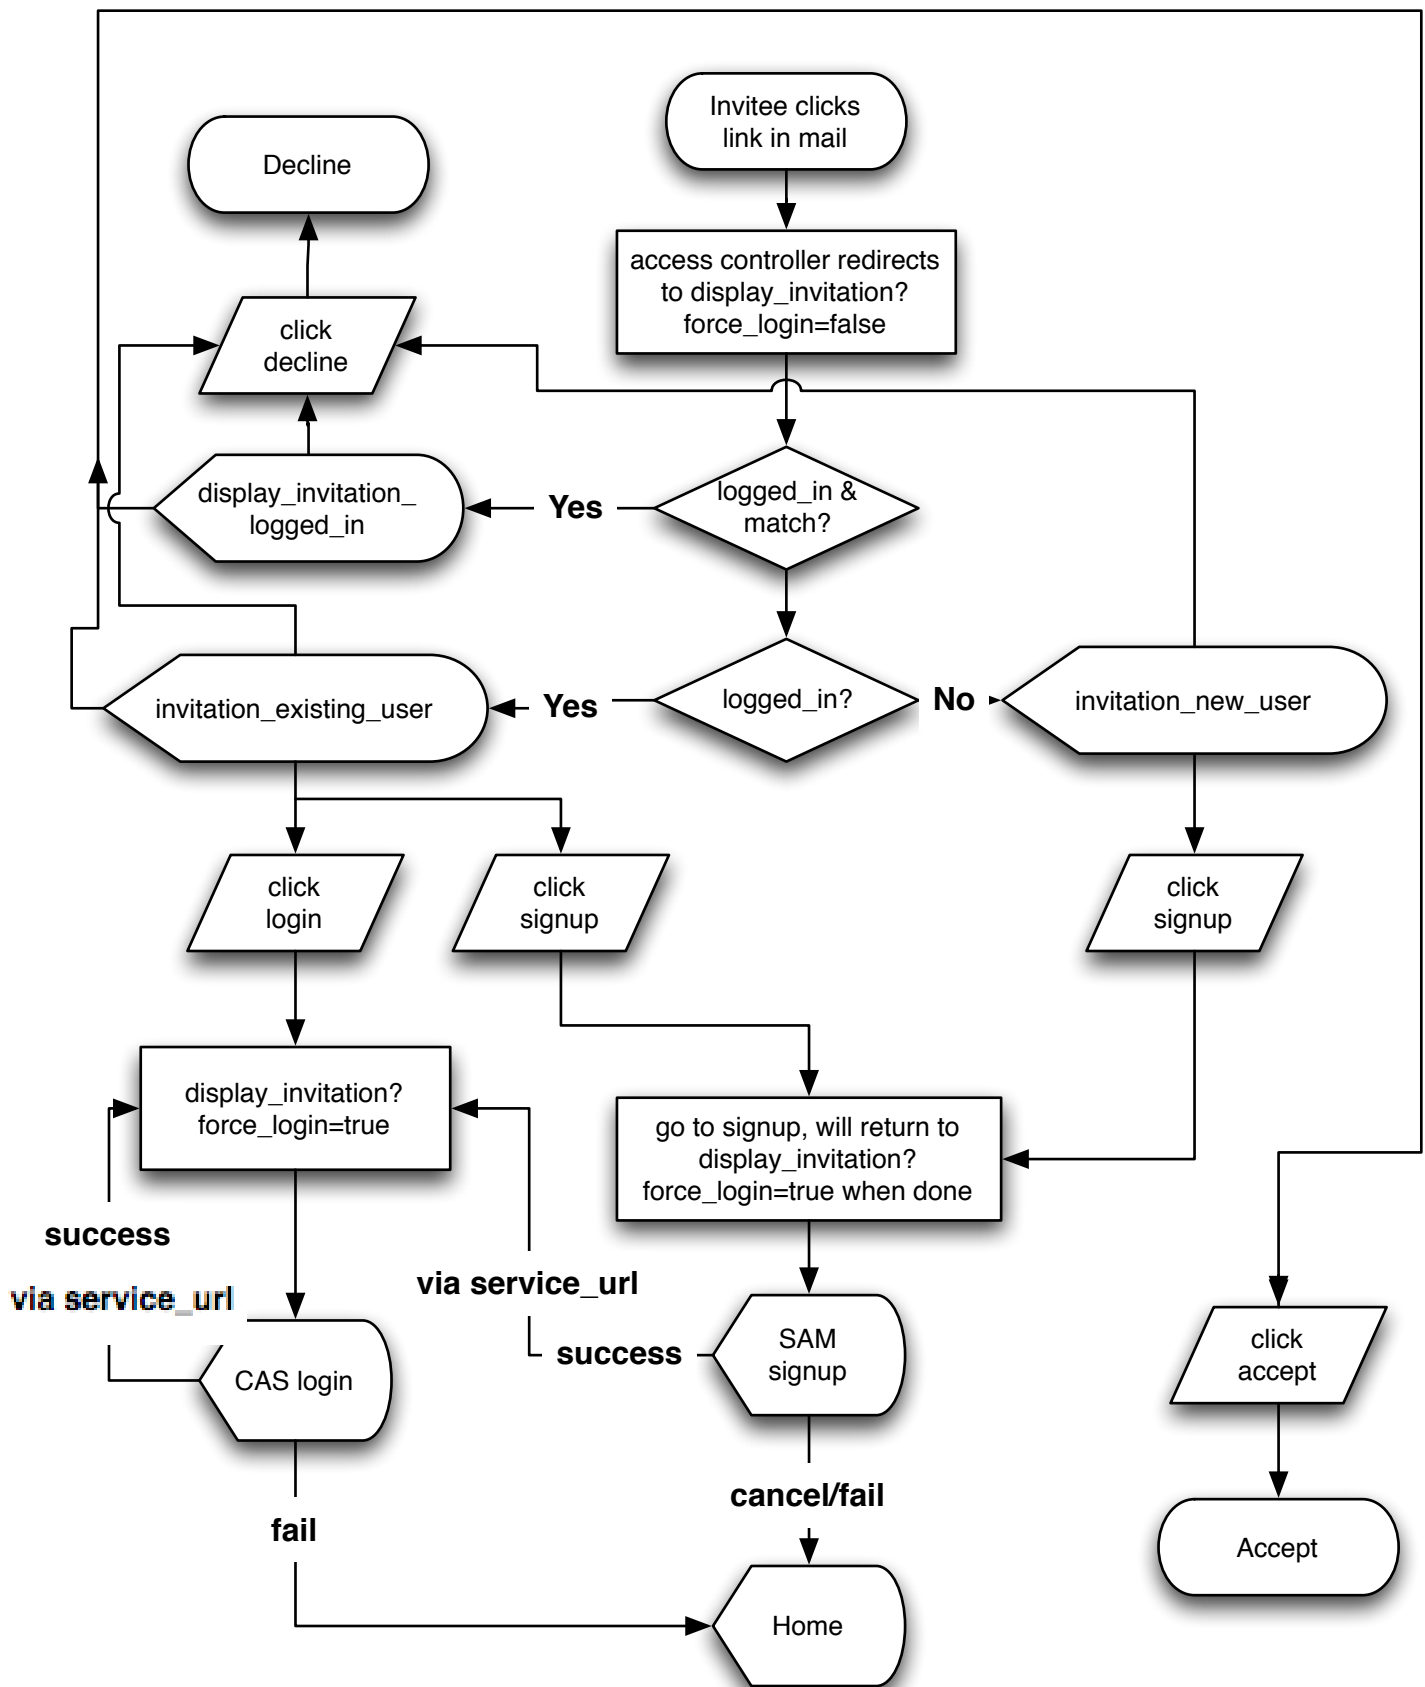 Invitee clicks
link in mail
Decline
access controller redirects
to display_invitation?
force_login=false
click
decline
logged_in &
match?
Yes
display_invitation_
logged_in
logged_in?
Yes
No
invitation_existing_user
invitation_new_user
click
login
click
signup
click
signup
display_invitation?
force_login=true
go to signup, will return to
display_invitation?
force_login=true when done
success
via service_url
via service_url
success
CAS login
SAM
signup
click
accept
fail
cancel/fail
Accept
Home